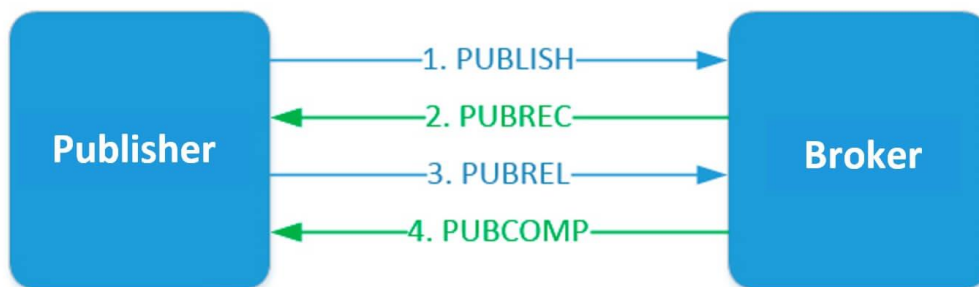 Publisher
1. PUBLISH
2. PUBREC
3. PUBREL
4. PUBCOMP
Broker